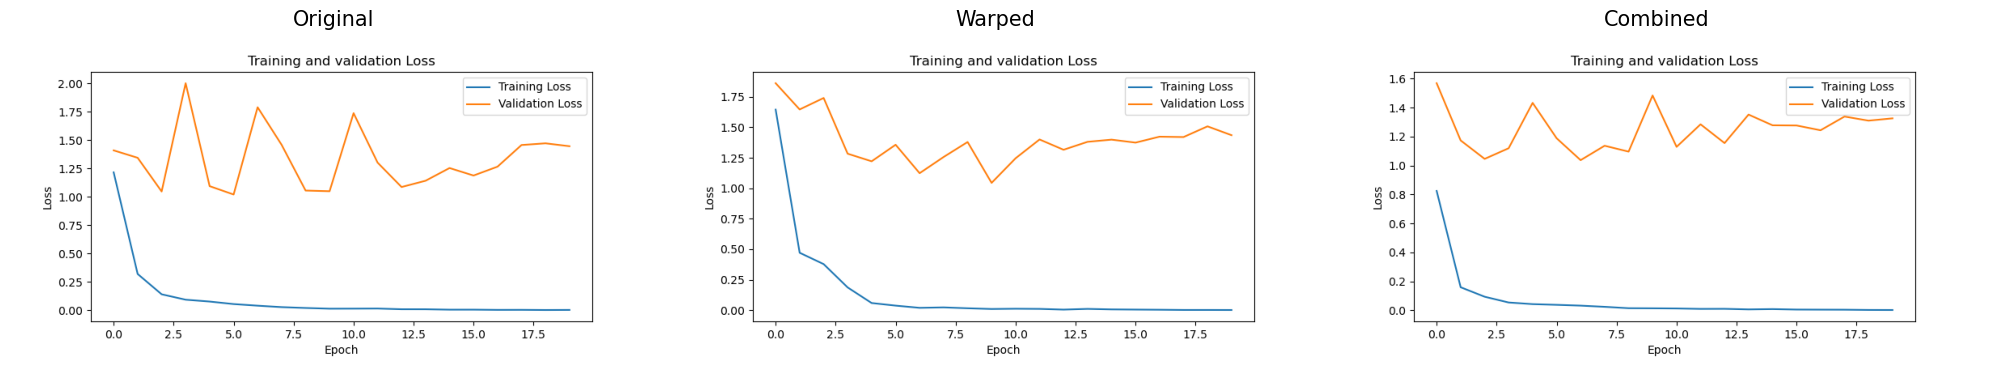 Original
Training and validation Loss
Training Loss
Validation Loss
2.00
1.75
1.50
1.25
1.00
0.75
0.50
0.25
0.00
Loss
0.0 2.5 5.0 7.5 10.0 12.5 15.0 17.5
Epoch
Warped
Training and validation Loss
Training Loss
Validation Loss
1.75
1.50
1.25
1.00
0.75
0.50
0.25
0.00
Loss
0.0 2.5 5.0 7.5 10.0 12.5 15.0 17.5
Epoch
Combined
Training and validation Loss
Training Loss
Validation Loss
1.6
1.4
1.2
1.0
0.8
0.6
0.4
0.2
0.0
Loss
0.0 2.5 5.0 7.5 10.0 12.5 15.0 17.5
Epoch